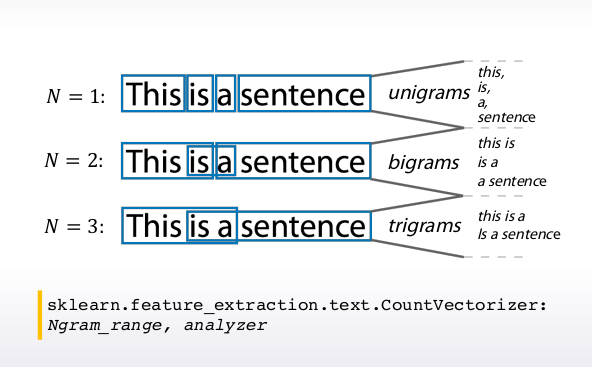 N = 1: This is a sentence unigrams
this,
is,
a,
sentence
N = 2: This is a sentence bigrams
this is
is a
a sentence
N = 3: This is a sentence trigrams
this is a
Is a sentence
sklearn.feature_extraction.text.CountVectorizer:
Ngram_range, analyzer